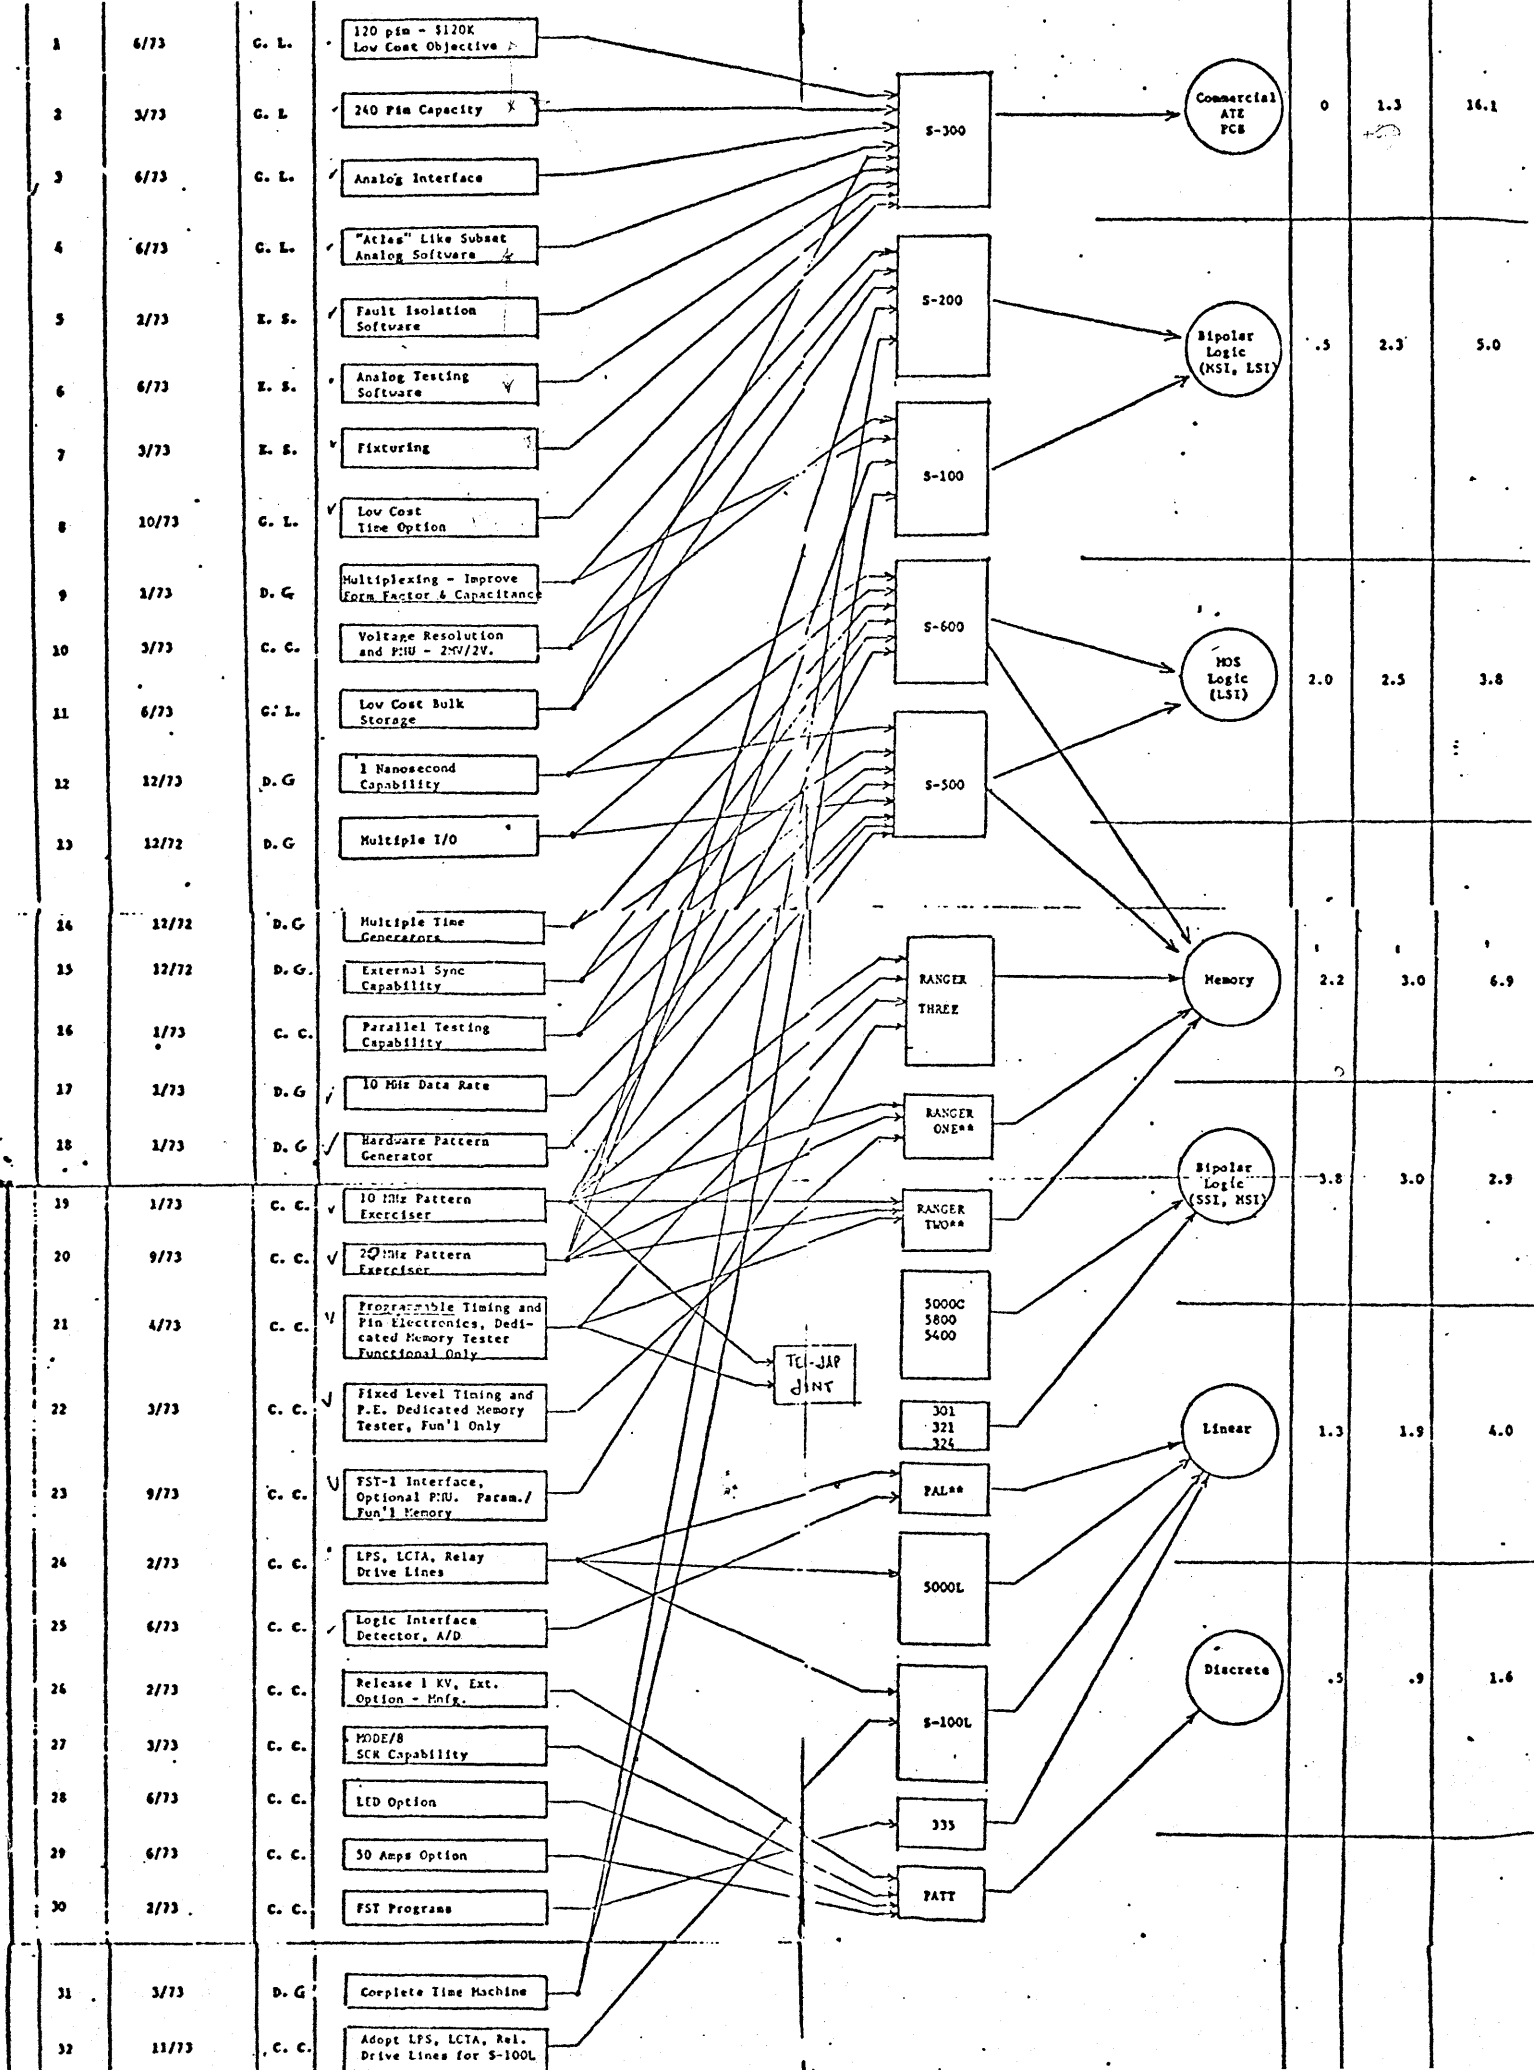 1 6/73 G. L. 120 pin - $120K
Low Cost Objective
2 3/73 G. L 240 Pin Capacity
3 6/73 G. L. Analog Interface
4 6/73 G. L. "Atlas" Like Subset
Analog Software
5 2/73 E. S. Fault Isolation
Software
6 6/73 E. S. Analog Testing
Software
7 3/73 E. S. Fixturing
8 10/73 G. L. Low Cost
Time Option
9 1/73 D. G Multiplexing - Improve
Form Factor & Capacitance
10 3/73 C. C. Voltage Resolution
and PMU - 2MV/2V.
11 6/73 G. L. Low Cost Bulk
Storage
12 12/73 D. G 1 Nanosecond
Capability
13 12/72 D. G Multiple I/O
14 12/72 D. G Multiple Time
Generators
15 12/72 D. G. External Sync
Capability
16 1/73 C. C. Parallel Testing
Capability
17 1/73 D. G 10 MHz Data Rate
18 1/73 D. G Hardware Pattern
Generator
19 1/73 C. C. 10 MHz Pattern
Exerciser
20 9/73 C. C. 20 MHz Pattern
Exerciser
21 4/73 C. C. Programmable Timing and
Pin Electronics, Dedi-
cated Memory Tester
Functional Only
22 3/73 C. C. Fixed Level Timing and
P.E. Dedicated Memory
Tester, Fun'l Only
23 9/73 C. C. FST-1 Interface,
Optional PMU. Param./
Fun'l Memory
24 2/73 C. C. LPS, LCTA, Relay
Drive Lines
25 6/73 C. C. Logic Interface
Detector, A/D
26 2/73 C. C. Release 1 KV, Ext.
Option - Mnfg.
27 3/73 C. C. MODE/8
SCR Capability
28 6/73 C. C. LED Option
29 6/73 C. C. 50 Amps Option
30 2/73 C. C. FST Programs
31 3/73 D. G Complete Time Machine
32 11/73 C. C. Adopt LPS, LCTA, Rel.
Drive Lines for S-100L
S-300
S-200
S-100
S-600
S-500
RANGER
THREE
RANGER
ONE**
RANGER
TWO**
5000C
5800
5400
JAP
JINT
301
321
324
PAL**
5000L
S-100L
335
PATT
Commercial
ATE
PCB
0 1.3 16.1
Bipolar
Logic
(MSI, LSI)
.5 2.3 5.0
MOS
Logic
(LSI)
2.0 2.5 3.8
Memory 2.2 3.0 6.9
Bipolar
Logic
(SSI, MSI)
3.8 3.0 2.9
Linear 1.3 1.9 4.0
Discrete .5 .9 1.6